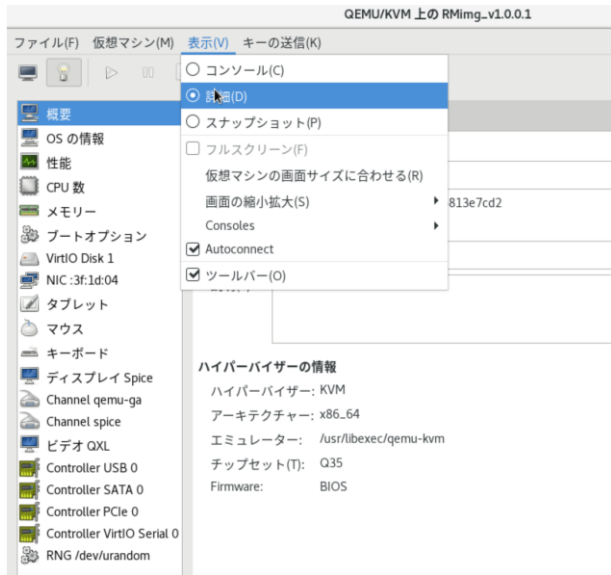 QEMU/KVM 上の RMimg_v1.0.0.1
ファイル(F) 仮想マシン(M) 表示(V) キーの送信(K)
コンソール(C)
(D)
スナップショット(P)
フルスクリーン(F)
仮想マシンの画面サイズに合わせる(R)
画面の縮小拡大(S)
Consoles
Autoconnect
ツールバー(O)
813e7cd2
概要
OS の情報
性能
CPU 数
メモリー
ブートオプション
VirtIO Disk 1
NIC :3f:1d:04
タブレット
マウス
キーボード
ディスプレイ Spice
Channel qemu-ga
Channel spice
ビデオ QXL
Controller USB 0
Controller SATA 0
Controller PCIe 0
Controller VirtIO Serial 0
RNG /dev/urandom
ハイパーバイザーの情報
ハイパーバイザー: KVM
アーキテクチャー: x86_64
エミュレーター: /usr/libexec/qemu-kvm
チップセット(T): Q35
Firmware: BIOS